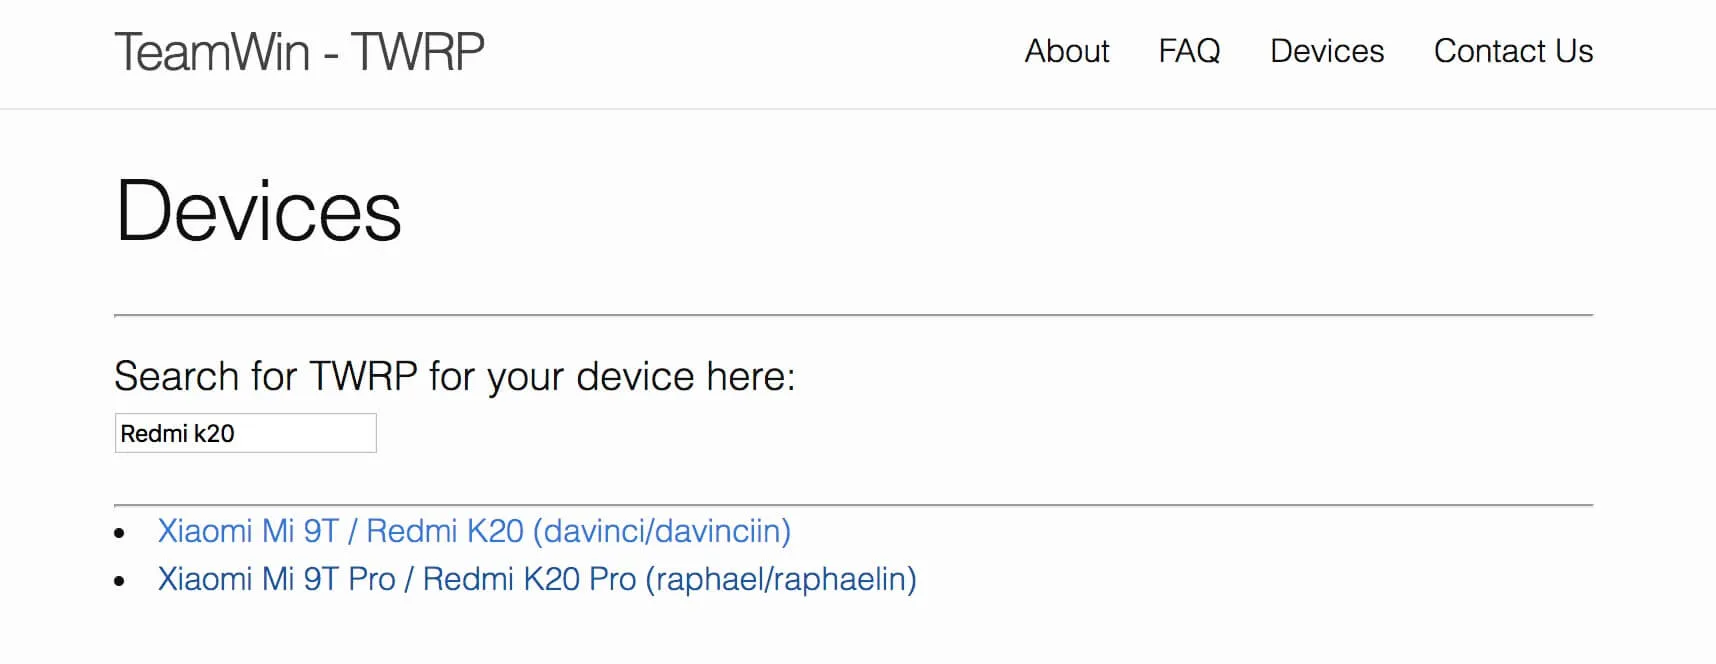 TeamWin - TWRP
About FAQ Devices Contact Us
Devices
Search for TWRP for your device here:
Redmi k20
Xiaomi Mi 9T / Redmi K20 (davinci/davinciin)
Xiaomi Mi 9T Pro / Redmi K20 Pro (raphael/raphaelin)